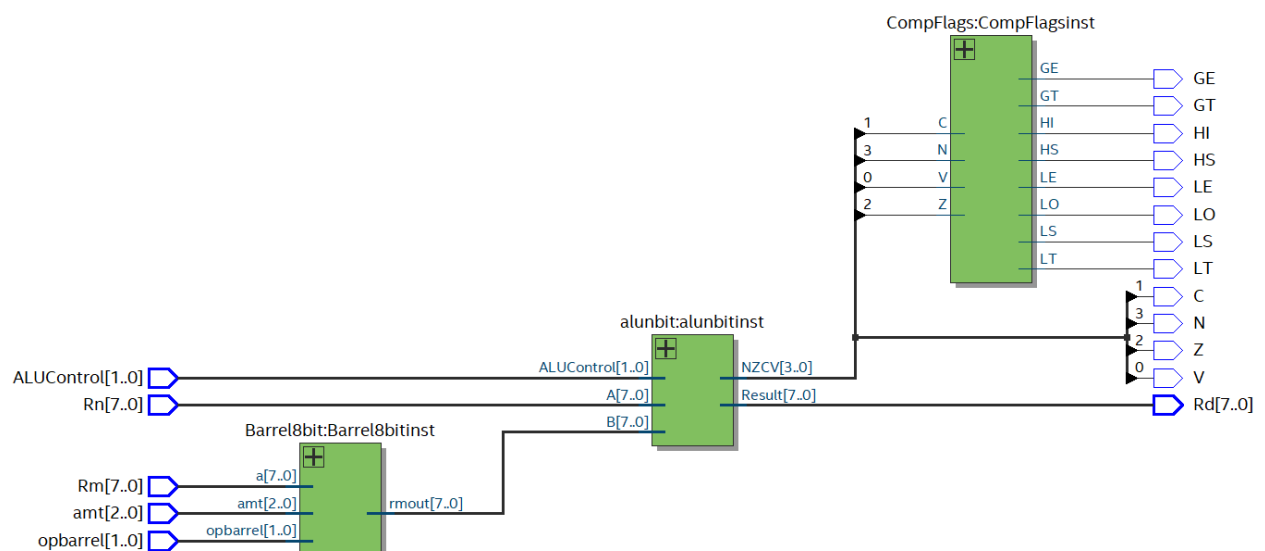 CompFlags:CompFlagsinst
GE GE
GT GT
1 C HI HI
3 N HS HS
0 V LE LE
2 Z LO LO
LS LS
LT LT
1 C
3 N
2 Z
0 V
alunbit:alunbitinst
ALUControl[1..0] ALUControl[1..0] NZCV[3..0]
Rn[7..0] A[7..0] Result[7..0] Rd[7..0]
B[7..0]
Barrel8bit:Barrel8bitinst
Rm[7..0] a[7..0]
amt[2..0] amt[2..0] rmout[7..0]
opbarrel[1..0] opbarrel[1..0]